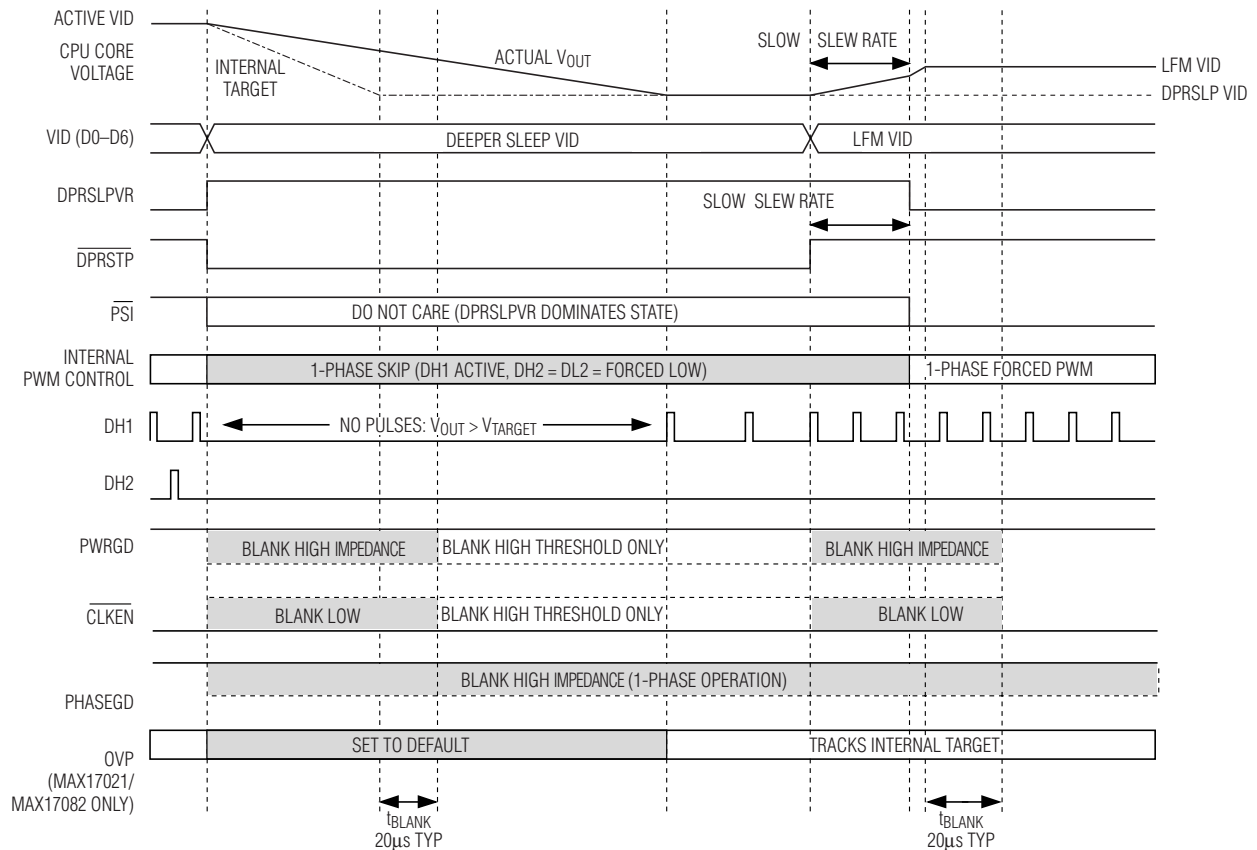 ACTIVE VID
CPU CORE
VOLTAGE
INTERNAL
TARGET
ACTUAL VOUT
SLOW SLEW RATE
LFM VID
DPRSLP VID
VID (D0–D6)
DEEPER SLEEP VID
LFM VID
DPRSLPVR
SLOW SLEW RATE
DPRSTP
PSI
DO NOT CARE (DPRSLPVR DOMINATES STATE)
INTERNAL
PWM CONTROL
1-PHASE SKIP (DH1 ACTIVE, DH2 = DL2 = FORCED LOW)
1-PHASE FORCED PWM
DH1
NO PULSES: VOUT > VTARGET
DH2
PWRGD
BLANK HIGH IMPEDANCE
BLANK HIGH THRESHOLD ONLY
BLANK HIGH IMPEDANCE
CLKEN
BLANK LOW
BLANK HIGH THRESHOLD ONLY
BLANK LOW
PHASEGD
BLANK HIGH IMPEDANCE (1-PHASE OPERATION)
OVP
(MAX17021/
MAX17082 ONLY)
SET TO DEFAULT
TRACKS INTERNAL TARGET
tBLANK
20µs TYP
tBLANK
20µs TYP